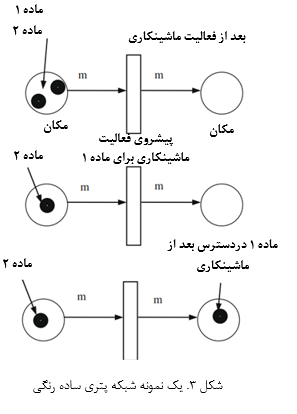 ماده ۱
ماده ۲
بعد از فعالیت ماشینکاری
m
m
مکان
مکان
پیشروی فعالیت
ماشینکاری برای ماده ۱
ماده ۲
m
m
ماده ۱ دردسترس بعد از
ماشینکاری
ماده ۲
m
m
شکل ۳. یک نمونه شبکه پتری ساده رنگی